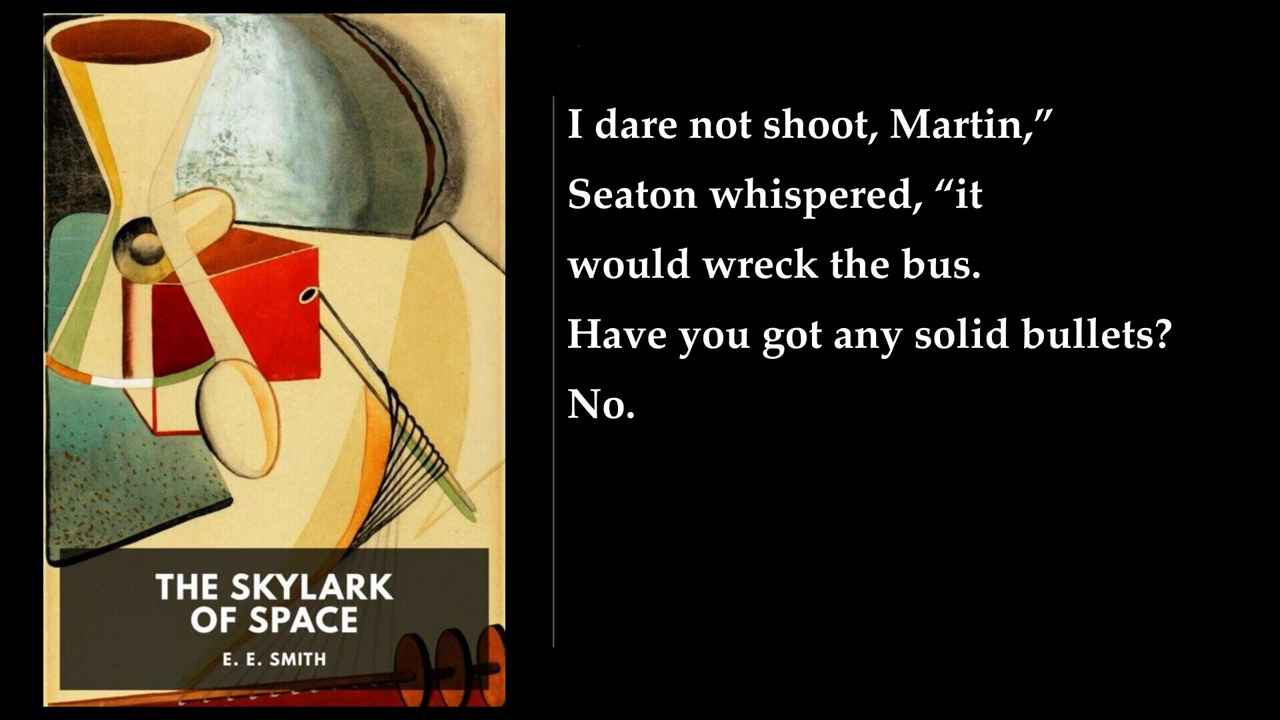 I dare not shoot, Martin,”
Seaton whispered, “it
would wreck the bus.
Have you got any solid bullets?
No.
THE SKYLARK
OF SPACE
E. E. SMITH